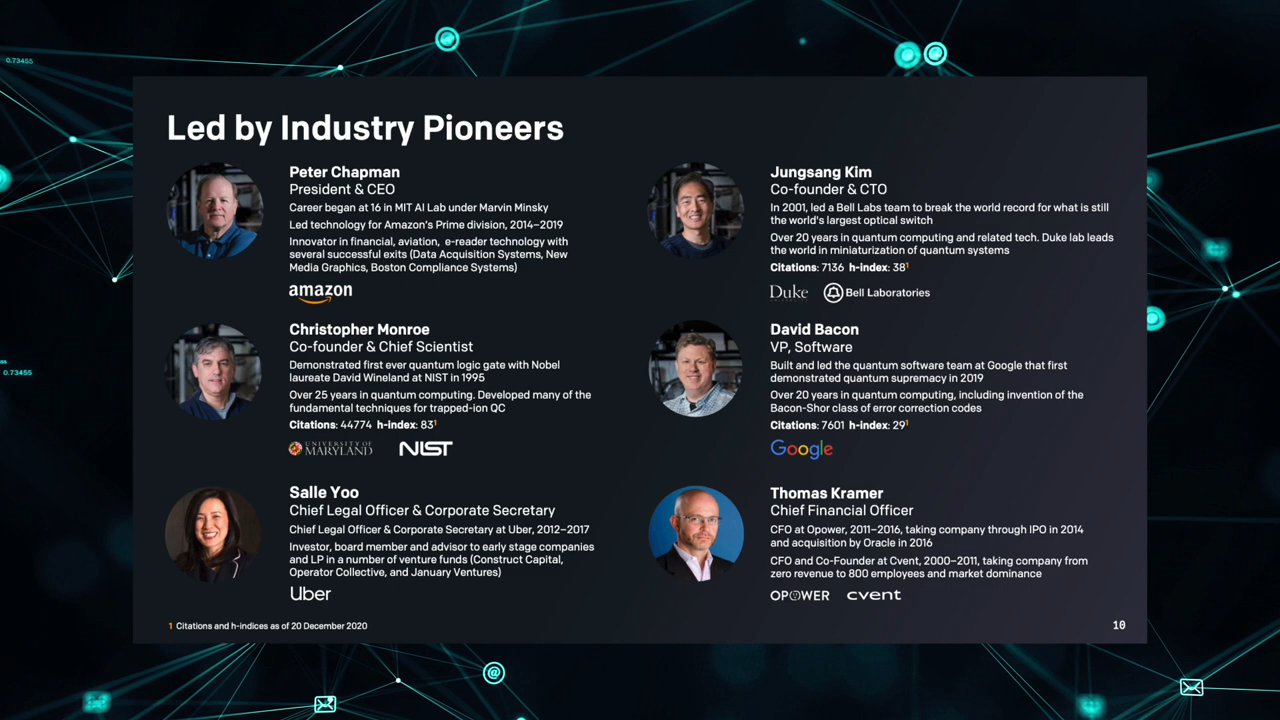 0.73455
Led by Industry Pioneers
Peter Chapman
President & CEO
Career began at 16 in MIT AI Lab under Marvin Minsky
Led technology for Amazon's Prime division, 2014–2019
Innovator in financial, aviation, e-reader technology with
several successful exits (Data Acquisition Systems, New
Media Graphics, Boston Compliance Systems)
amazon
Jungsang Kim
Co-founder & CTO
In 2001, led a Bell Labs team to break the world record for what is still
the world's largest optical switch
Over 20 years in quantum computing and related tech. Duke lab leads
the world in miniaturization of quantum systems
Citations: 7136 h-index: 38¹
Duke
Bell Laboratories
Christopher Monroe
Co-founder & Chief Scientist
Demonstrated first ever quantum logic gate with Nobel
laureate David Wineland at NIST in 1995
Over 25 years in quantum computing. Developed many of the
fundamental techniques for trapped-ion QC
Citations: 44774 h-index: 83¹
UNIVERSITY OF
MARYLAND
NIST
David Bacon
VP, Software
Built and led the quantum software team at Google that first
demonstrated quantum supremacy in 2019
Over 20 years in quantum computing, including invention of the
Bacon-Shor class of error correction codes
Citations: 7601 h-index: 29¹
Google
0.73455
Salle Yoo
Chief Legal Officer & Corporate Secretary
Chief Legal Officer & Corporate Secretary at Uber, 2012–2017
Investor, board member and advisor to early stage companies
and LP in a number of venture funds (Construct Capital,
Operator Collective, and January Ventures)
Uber
Thomas Kramer
Chief Financial Officer
CFO at Opower, 2011–2016, taking company through IPO in 2014
and acquisition by Oracle in 2016
CFO and Co-Founder at Cvent, 2000–2011, taking company from
zero revenue to 800 employees and market dominance
OPOWER
cvent
1 Citations and h-indices as of 20 December 2020
10
@